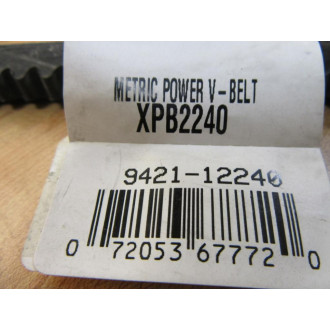 METRIC POWER V-BELT
XPB2240
9421-12240
0 72053 67772 0